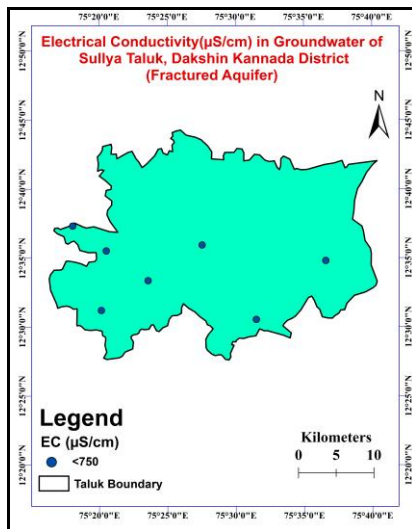 75°20'0"E 75°25'0"E 75°30'0"E 75°35'0"E 75°40'0"E
Electrical Conductivity(µS/cm) in Groundwater of
Sullya Taluk, Dakshin Kannada District
(Fractured Aquifer)
N
12°50'0"N 12°50'0"N
12°45'0"N 12°45'0"N
12°40'0"N 12°40'0"N
12°35'0"N 12°35'0"N
12°30'0"N 12°30'0"N
12°25'0"N 12°25'0"N
12°20'0"N 12°20'0"N
Legend
EC (µS/cm)
<750
Taluk Boundary
Kilometers
0 5 10
75°20'0"E 75°25'0"E 75°30'0"E 75°35'0"E 75°40'0"E